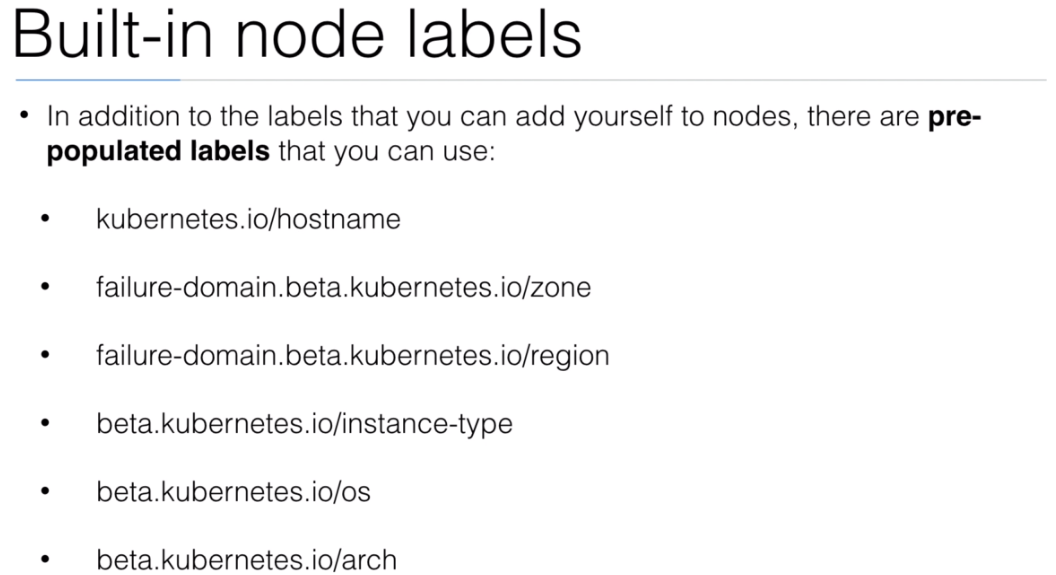 Built-in node labels
• In addition to the labels that you can add yourself to nodes, there are pre-
populated labels that you can use:
• kubernetes.io/hostname
• failure-domain.beta.kubernetes.io/zone
• failure-domain.beta.kubernetes.io/region
• beta.kubernetes.io/instance-type
• beta.kubernetes.io/os
• beta.kubernetes.io/arch